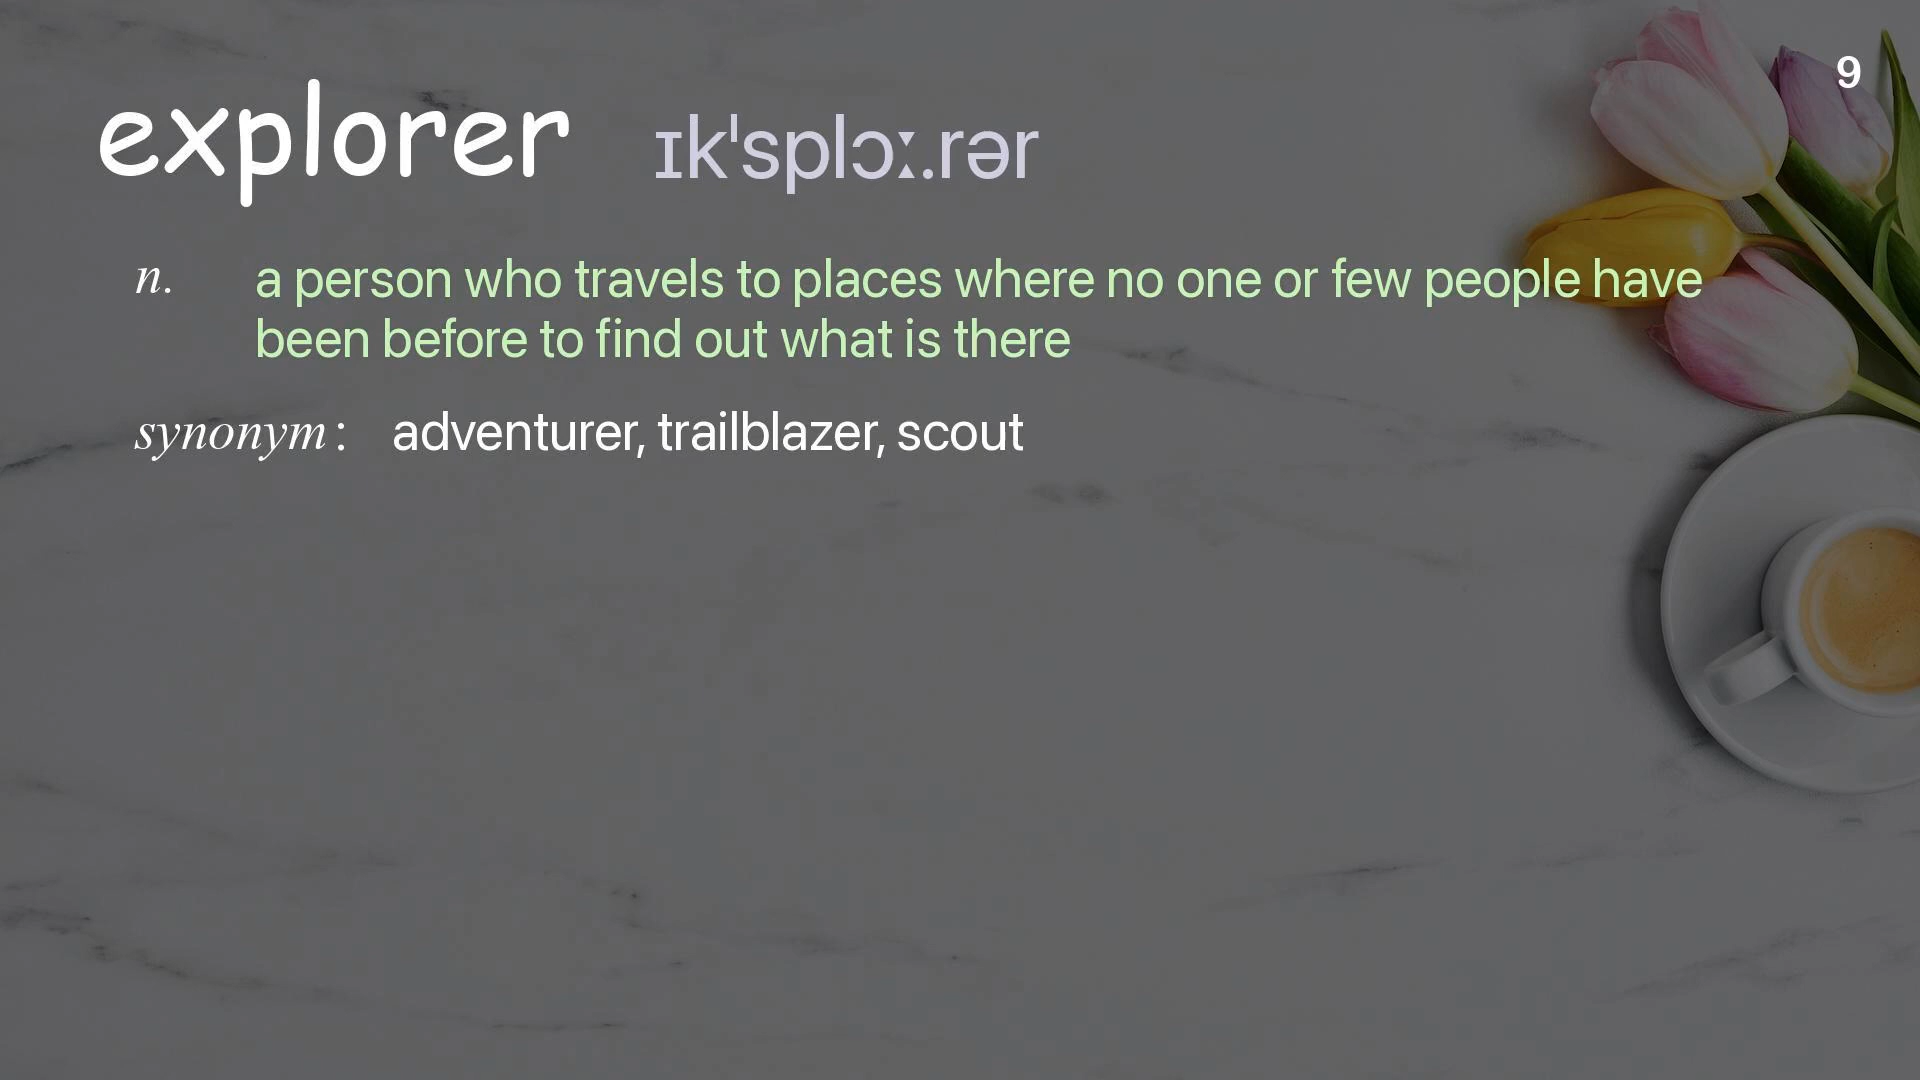 9
explorer ɪkˈsplɔː.rər
n. a person who travels to places where no one or few people have
been before to find out what is there
synonym: adventurer, trailblazer, scout